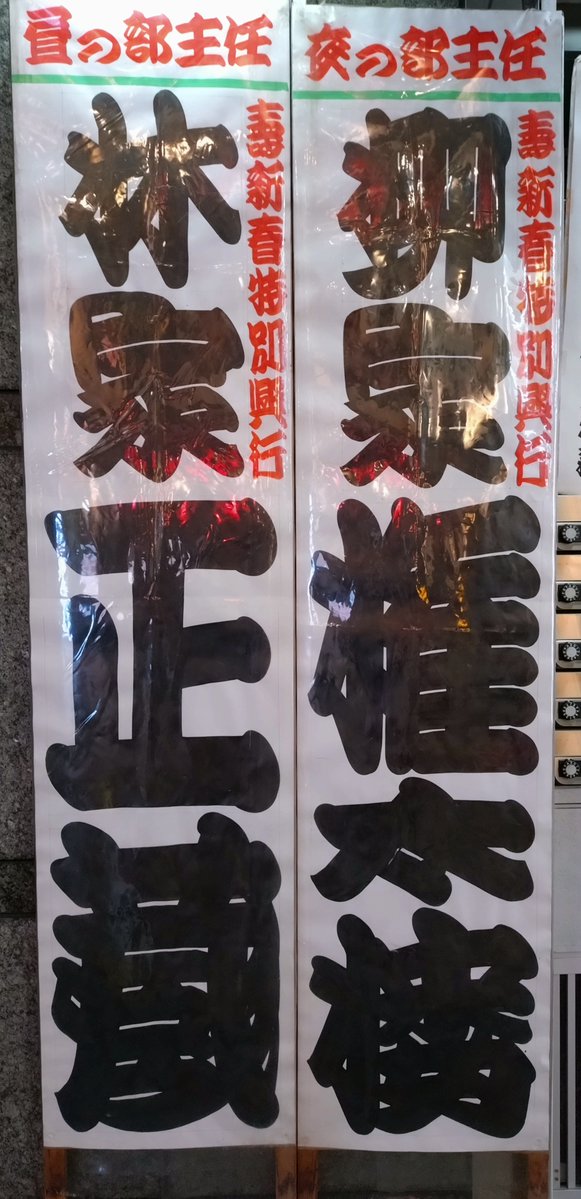 夜の部主任
寿新春特別興行
柳家権太楼
昼の部主任
寿新春特別興行
林家正蔵